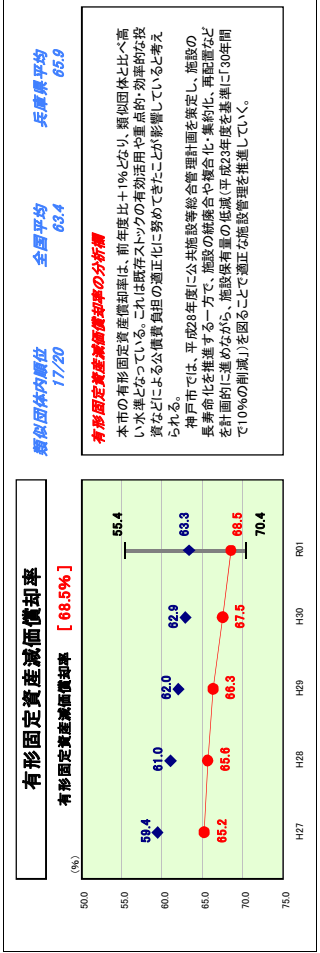 有形固定資産減価償却率
有形固定資産減価償却率　[ 68.5% ]
類似団体内順位
17/20
全国平均
63.4
兵庫県平均
65.9
(%)
50.0
55.0
60.0
65.0
70.0
75.0
59.4
61.0
62.0
62.9
63.3
55.4
65.2
65.6
66.3
67.5
68.5
70.4
H27
H28
H29
H30
R01
有形固定資産減価償却率の分析欄
　本市の有形固定資産償却率は、前年度比＋1％となり、類似団体と比べ高
い水準となっている。これは既存ストックの有効活用や重点的・効率的な投
資などによる公債費負担の適正化に努めてきたことが影響していると考え
られる。
　神戸市では、平成28年度に公共施設等総合管理計画を策定し、施設の
長寿命化を推進する一方で、施設の統廃合や複合化・集約化、再配置など
を計画的に進めながら、施設保有量の低減（平成23年度を基準に「30年間
で10％の削減」）を図ることで適正な施設管理を推進していく。